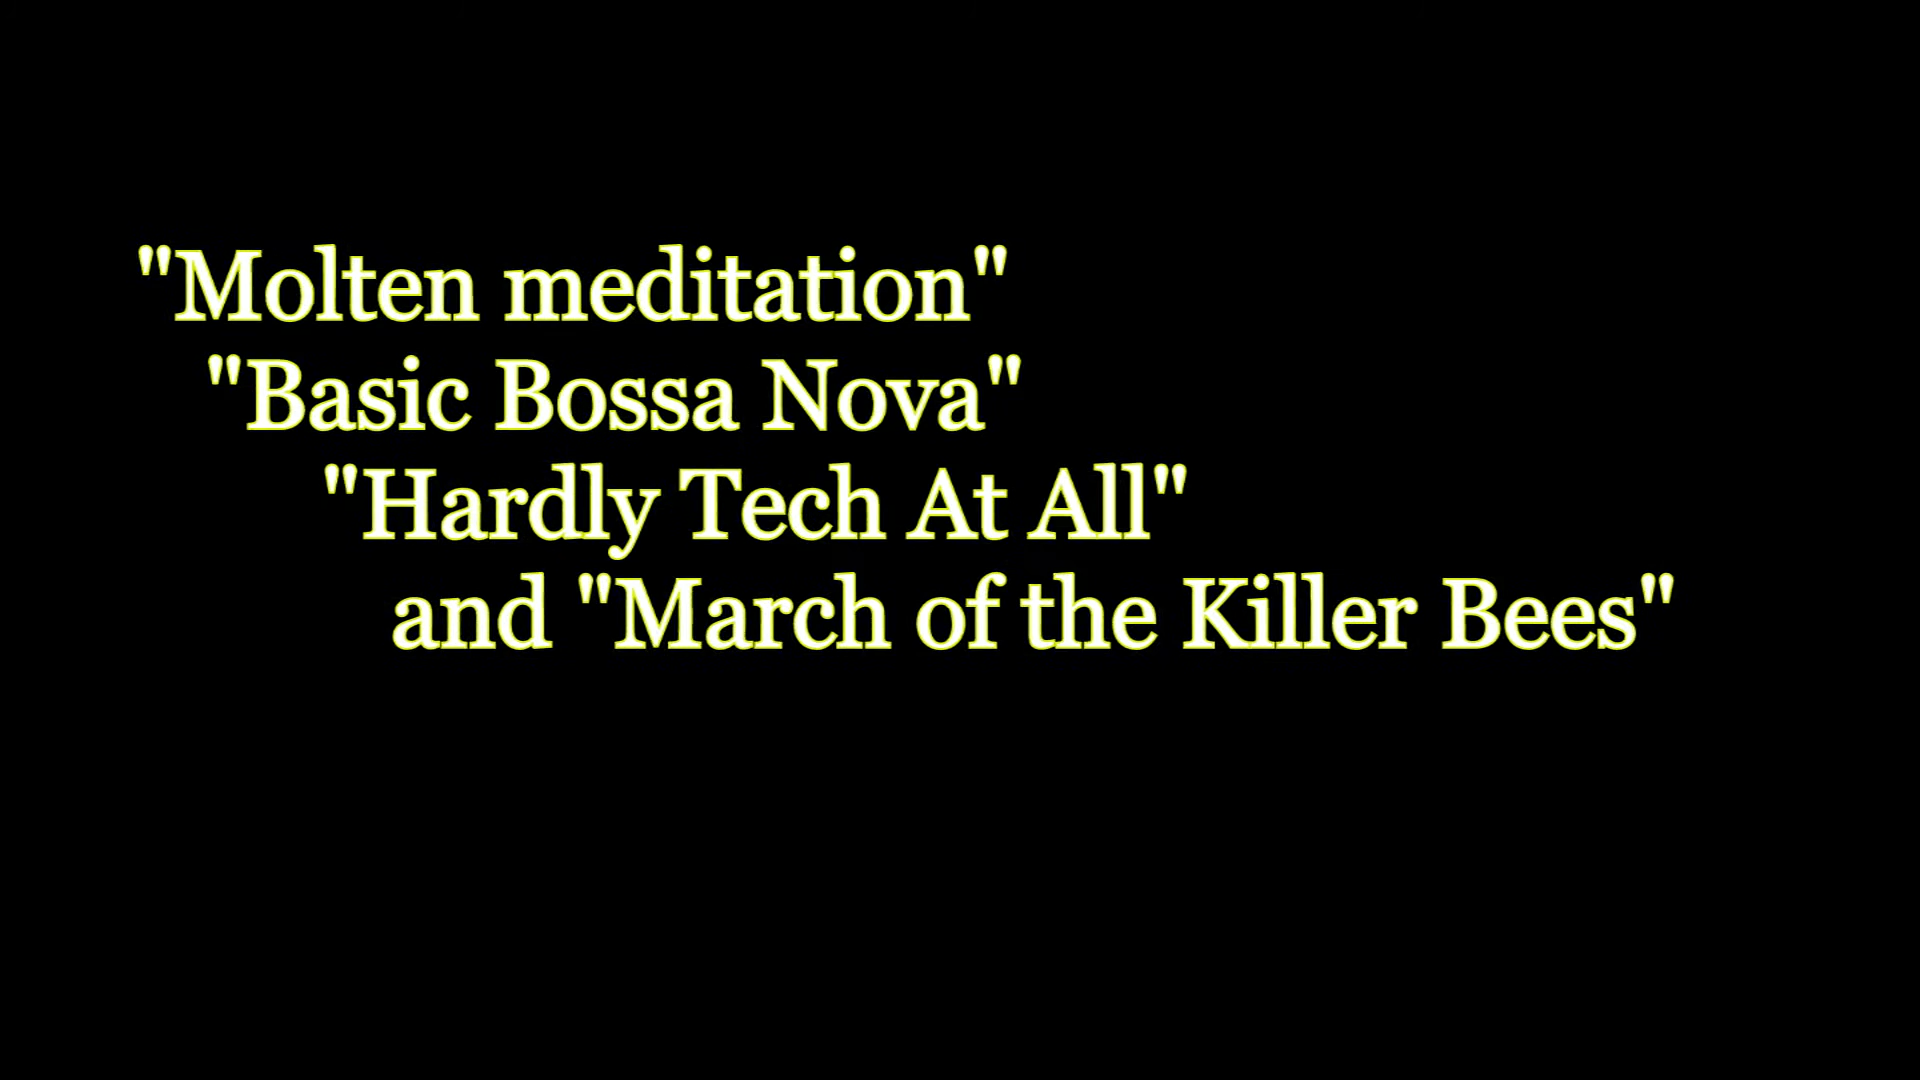 "Molten meditation"
"Basic Bossa Nova"
"Hardly Tech At All"
and "March of the Killer Bees"